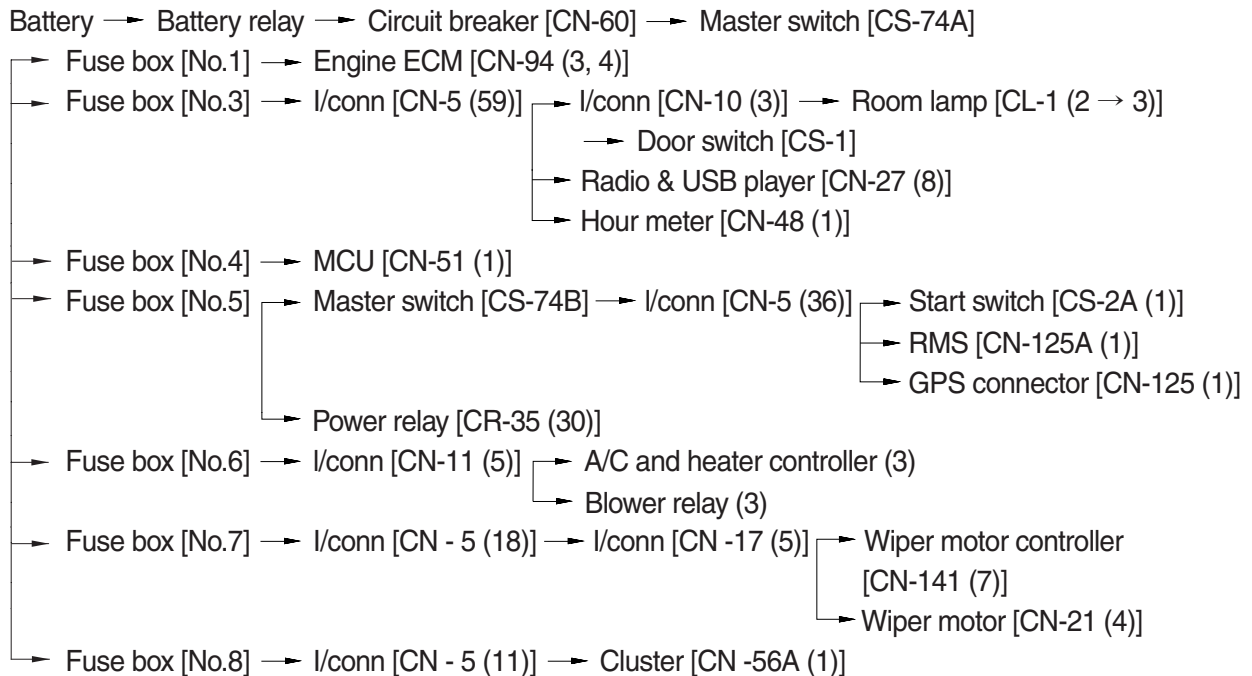 Battery → Battery relay → Circuit breaker [CN-60] → Master switch [CS-74A]
Fuse box [No.1] → Engine ECM [CN-94 (3, 4)]
Fuse box [No.3] → I/conn [CN-5 (59)] → I/conn [CN-10 (3)] → Room lamp [CL-1 (2 → 3)]
→ Door switch [CS-1]
→ Radio & USB player [CN-27 (8)]
→ Hour meter [CN-48 (1)]
Fuse box [No.4] → MCU [CN-51 (1)]
Fuse box [No.5] → Master switch [CS-74B] → I/conn [CN-5 (36)] → Start switch [CS-2A (1)]
→ RMS [CN-125A (1)]
→ GPS connector [CN-125 (1)]
→ Power relay [CR-35 (30)]
Fuse box [No.6] → I/conn [CN-11 (5)] → A/C and heater controller (3)
→ Blower relay (3)
Fuse box [No.7] → I/conn [CN - 5 (18)] → I/conn [CN -17 (5)] → Wiper motor controller
[CN-141 (7)]
→ Wiper motor [CN-21 (4)]
Fuse box [No.8] → I/conn [CN - 5 (11)] → Cluster [CN -56A (1)]